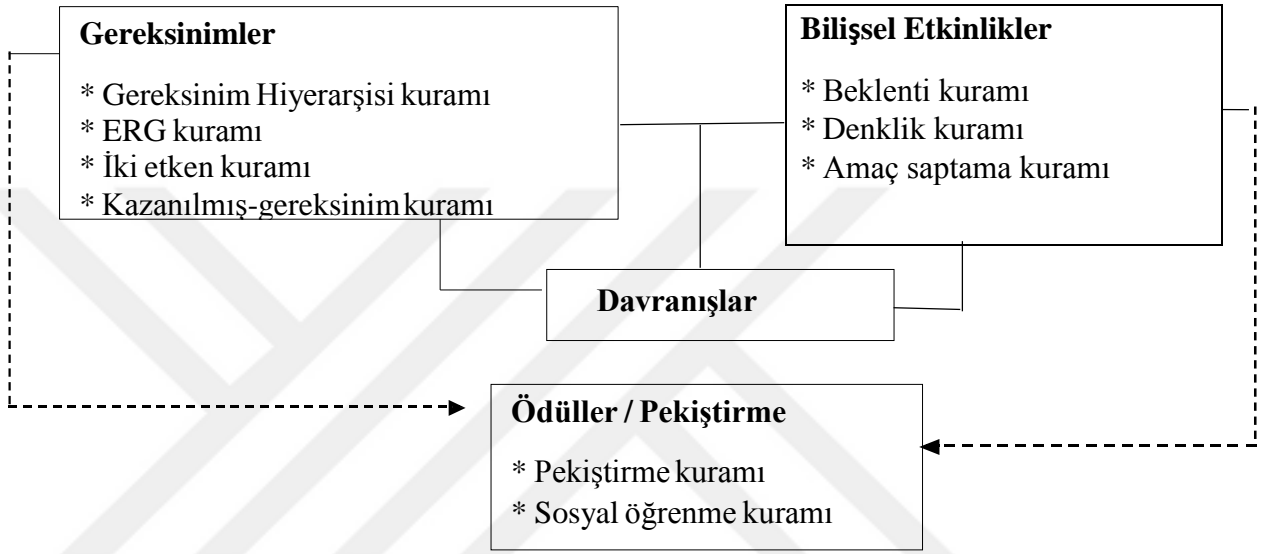 Gereksinimler
* Gereksinim Hiyerarşisi kuramı
* ERG kuramı
* İki etken kuramı
* Kazanılmış-gereksinim kuramı
Bilişsel Etkinlikler
* Beklenti kuramı
* Denklik kuramı
* Amaç saptama kuramı
Davranışlar
Ödüller / Pekiştirme
* Pekiştirme kuramı
* Sosyal öğrenme kuramı